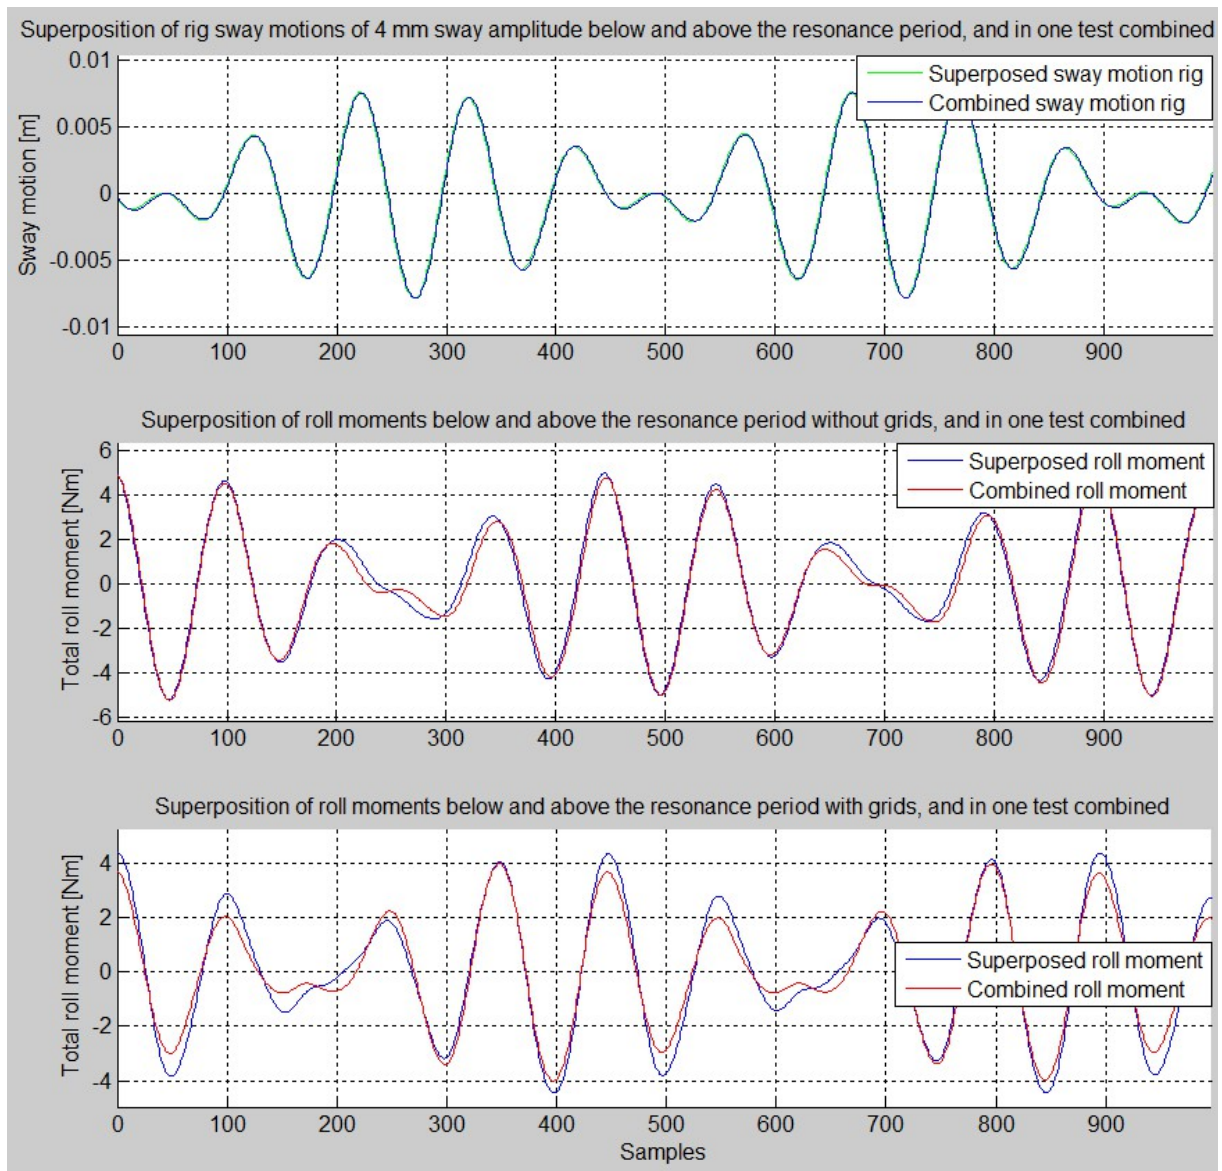 Superposition of rig sway motions of 4 mm sway amplitude below and above the resonance period, and in one test combined
0.01
0.005
0
-0.005
-0.01
Sway motion [m]
Superposed sway motion rig
Combined sway motion rig
0 100 200 300 400 500 600 700 800 900
Superposition of roll moments below and above the resonance period without grids, and in one test combined
6
4
2
0
-2
-4
-6
Total roll moment [Nm]
Superposed roll moment
Combined roll moment
0 100 200 300 400 500 600 700 800 900
Superposition of roll moments below and above the resonance period with grids, and in one test combined
4
2
0
-2
-4
Total roll moment [Nm]
Superposed roll moment
Combined roll moment
0 100 200 300 400 500 600 700 800 900
Samples